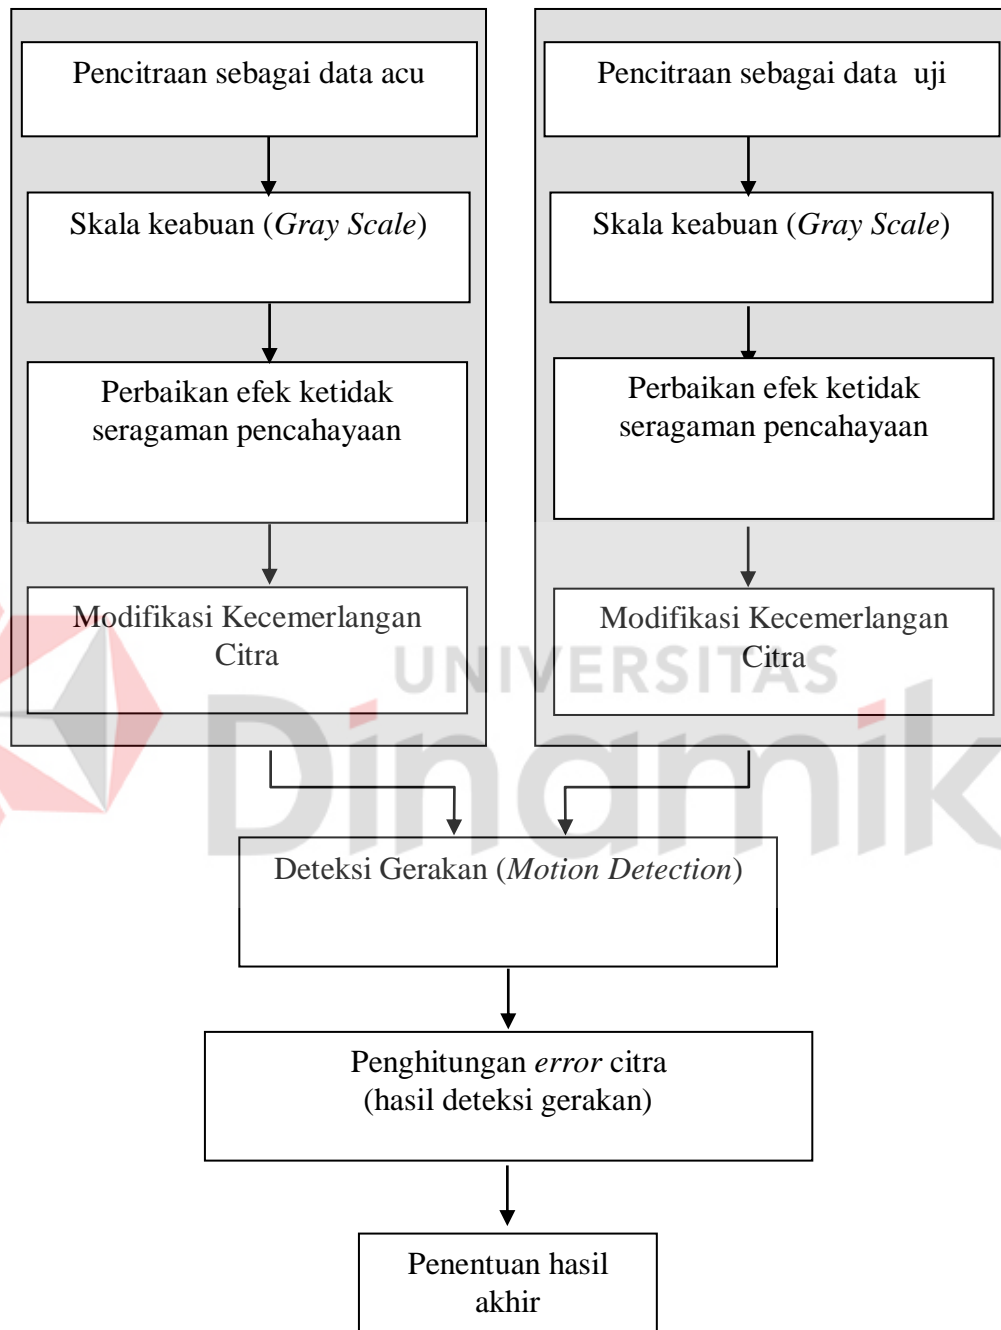 Pencitraan sebagai data acu
Skala keabuan (Gray Scale)
Perbaikan efek ketidak
seragaman pencahayaan
Modifikasi Kecemerlangan
Citra
Pencitraan sebagai data  uji
Skala keabuan (Gray Scale)
Perbaikan efek ketidak
seragaman pencahayaan
Modifikasi Kecemerlangan
Citra
UNIVERSITAS
Dinamika
Deteksi Gerakan (Motion Detection)
Penghitungan error citra
(hasil deteksi gerakan)
Penentuan hasil
akhir